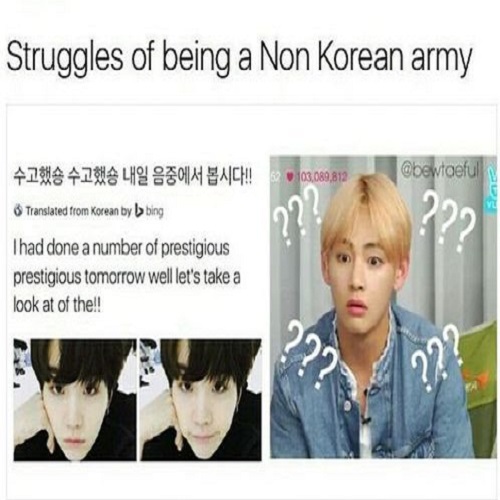 Struggles of being a Non Korean army
수고했숑 수고했숑 내일 음중에서 봅시다!!
Translated from Korean by bing
I had done a number of prestigious
prestigious tomorrow well let's take a
look at of the!!
52 103,089,812
@bewtaeful
V LIVE
???
???
???
???